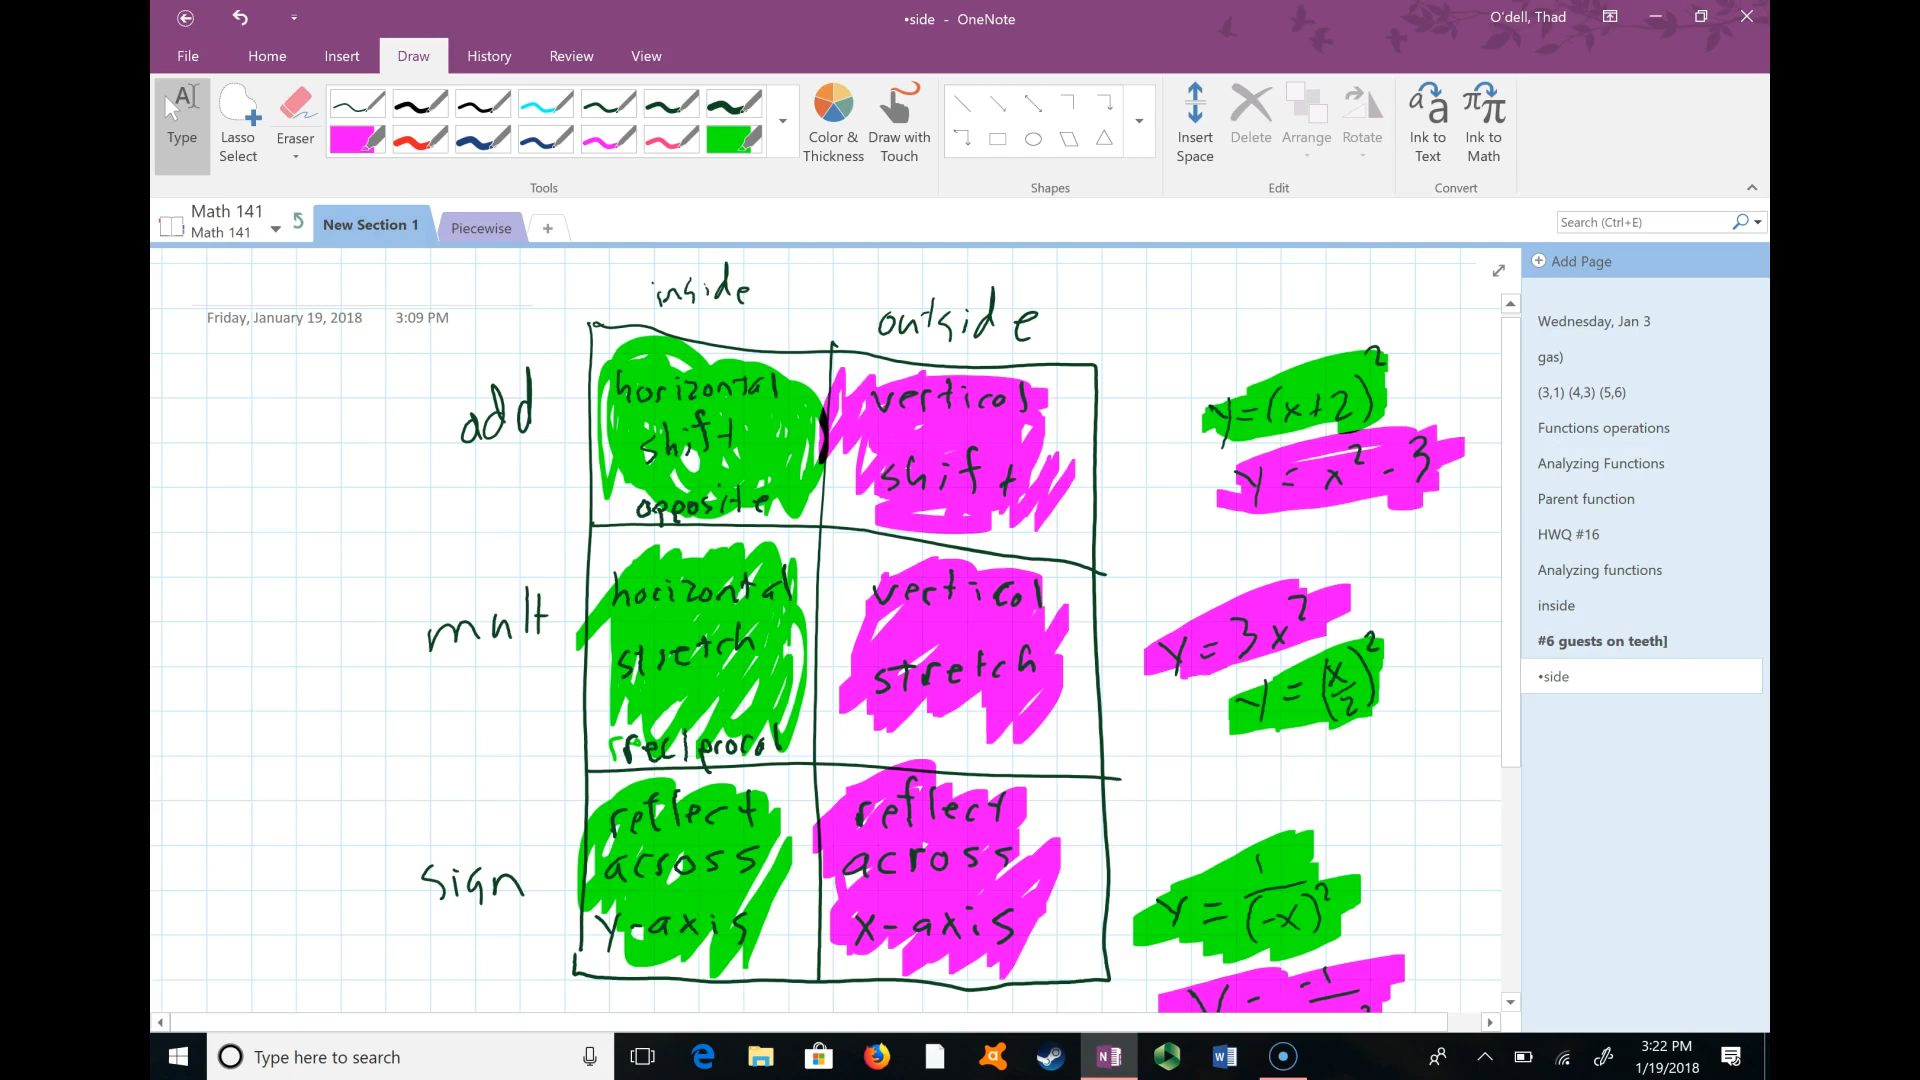 •side - OneNote
O'dell, Thad
File Home Insert Draw History Review View
Type
Lasso Select
Eraser
Color & Thickness
Draw with Touch
Insert Space
Delete
Arrange
Rotate
Ink to Text
Ink to Math
Tools
Shapes
Edit
Convert
Math 141
Math 141
New Section 1
Piecewise
Search (Ctrl+E)
Add Page
Friday, January 19, 2018 3:09 PM
inside
outside
add
horizontal
shift
opposite
vertical
shift
y=(x+2)²
y = x² - 3
mult
horizontal
stretch
reciprocal
vertical
stretch
y = 3x²
y = (x/2)²
sign
reflect
across
y-axis
reflect
across
x-axis
y = 1/(-x)²
Wednesday, Jan 3
gas)
(3,1) (4,3) (5,6)
Functions operations
Analyzing Functions
Parent function
HWQ #16
Analyzing functions
inside
#6 guests on teeth]
•side
Type here to search
3:22 PM
1/19/2018